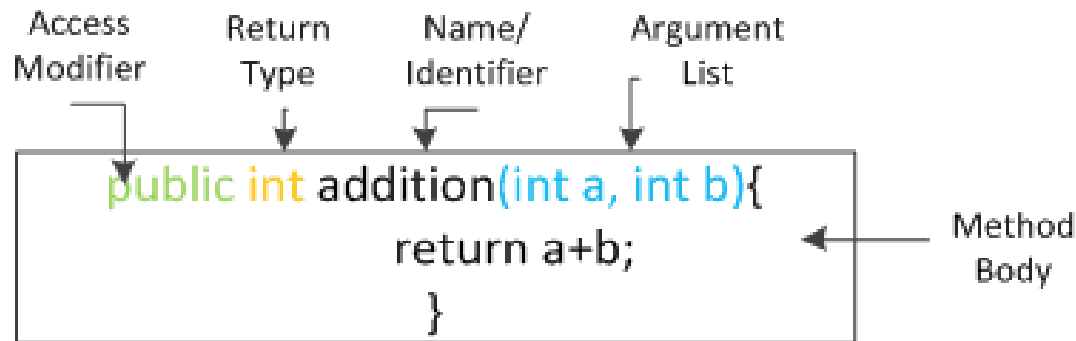 Access
Modifier
Return
Type
Name/
Identifier
Argument
List
public int addition(int a, int b){
return a+b;
}
Method
Body